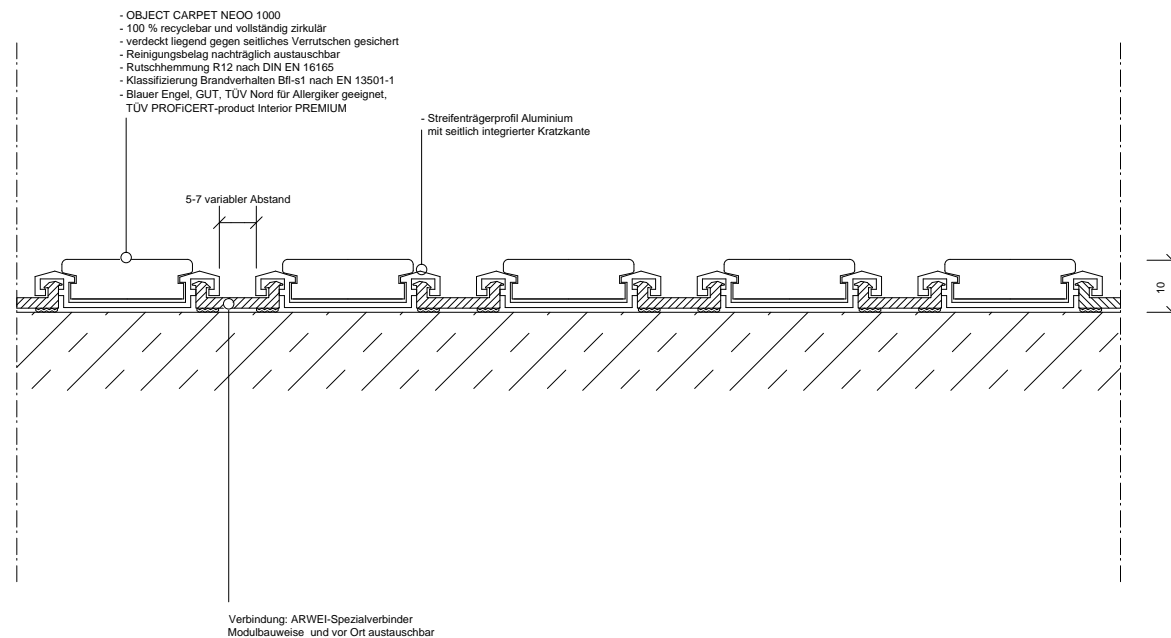 - OBJECT CARPET NEOO 1000
- 100 % recyclebar und vollständig zirkulär
- verdeckt liegend gegen seitliches Verrutschen gesichert
- Reinigungsbelag nachträglich austauschbar
- Rutschhemmung R12 nach DIN EN 16165
- Klassifizierung Brandverhalten Bfl-s1 nach EN 13501-1
- Blauer Engel, GUT, TÜV Nord für Allergiker geeignet,
TÜV PROFiCERT-product Interior PREMIUM
- Streifenträgerprofil Aluminium
mit seitlich integrierter Kratzkante
5-7 variabler Abstand
10
Verbindung: ARWEI-Spezialverbinder
Modulbauweise und vor Ort austauschbar